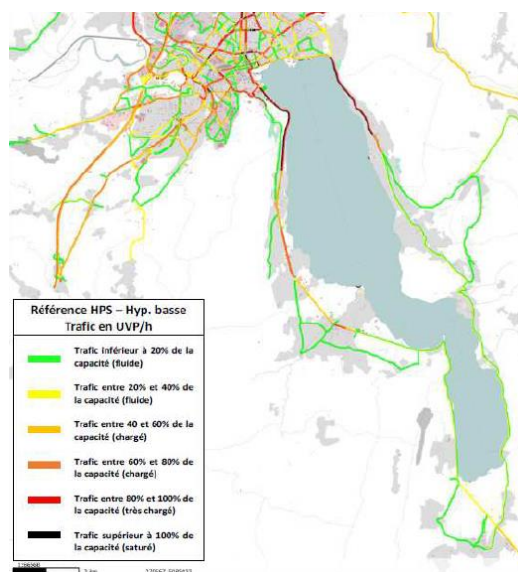 Référence HPS – Hyp. basse
Trafic en UVP/h
Trafic inférieur à 20% de la
capacité (fluide)
Trafic entre 20% et 40% de
la capacité (fluide)
Trafic entre 40 et 60% de la
capacité (chargé)
Trafic entre 60% et 80% de
la capacité (chargé)
Trafic entre 80% et 100% de
la capacité (très chargé)
Trafic supérieur à 100% de
la capacité (saturé)
2 km